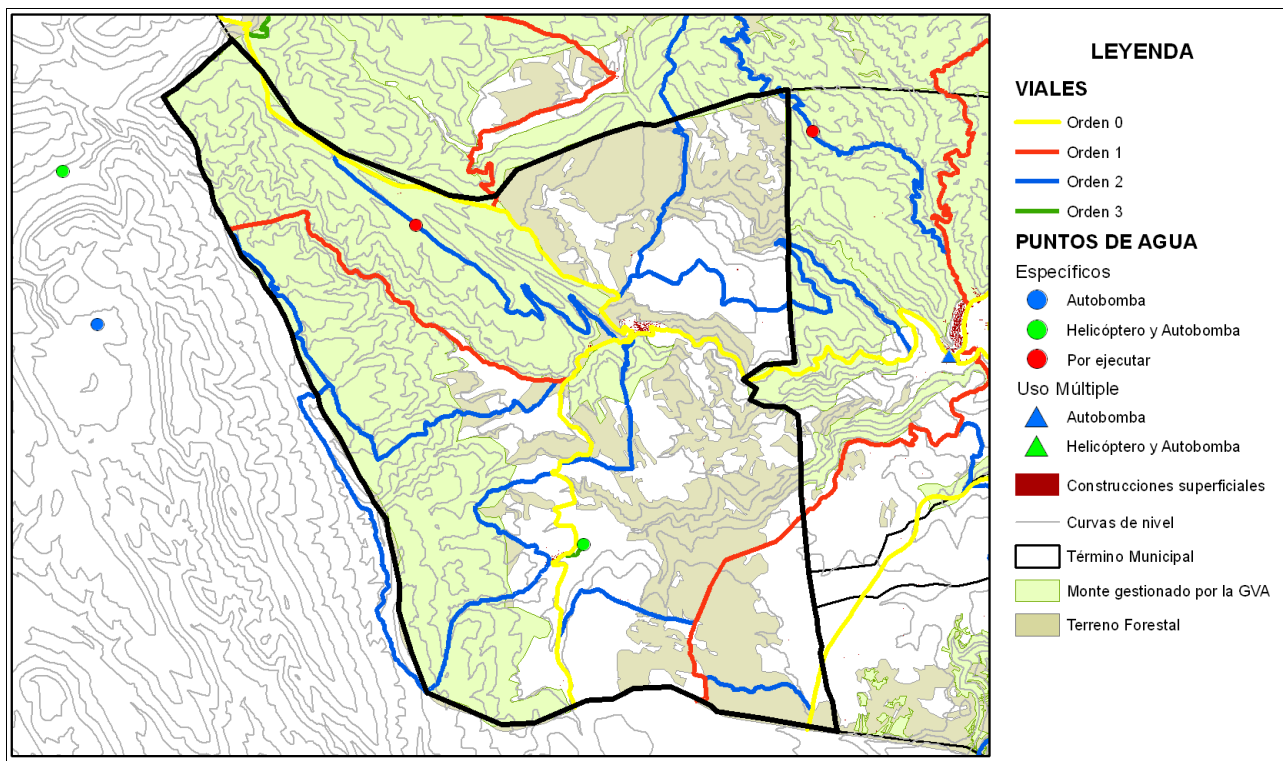 LEYENDA
VIALES
Orden 0
Orden 1
Orden 2
Orden 3
PUNTOS DE AGUA
Específicos
Autobomba
Helicóptero y Autobomba
Por ejecutar
Uso Múltiple
Autobomba
Helicóptero y Autobomba
Construcciones superficiales
Curvas de nivel
Término Municipal
Monte gestionado por la GVA
Terreno Forestal